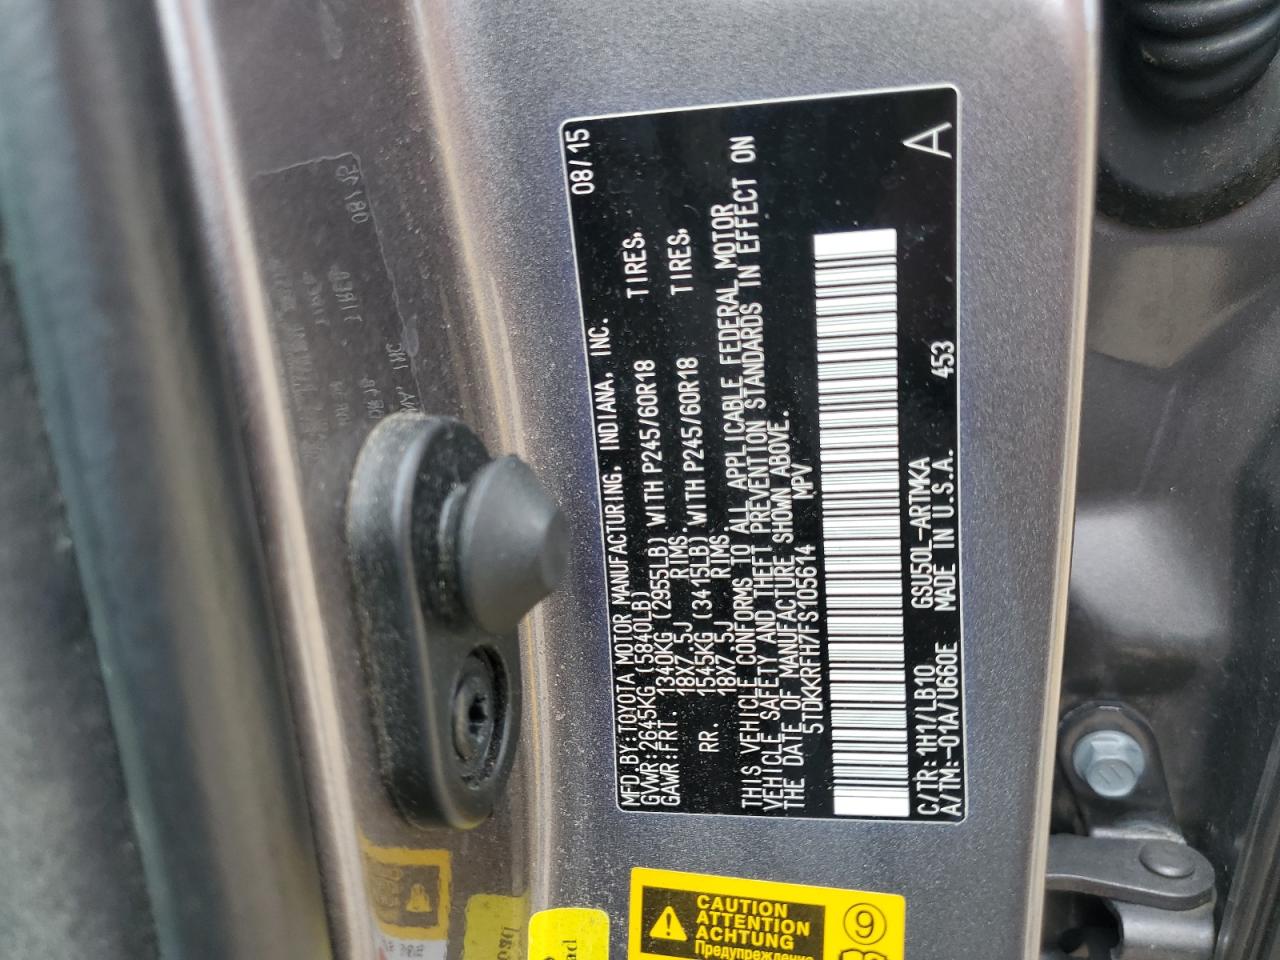 MFD.BY:TOYOTA MOTOR MANUFACTURING, INDIANA, INC. 08/15
GVWR:2645KG (5840LB)
GAWR:FRT. 1340KG (2955LB) WITH P245/60R18 TIRES,
18X7.5J RIMS.
RR. 1545KG (3415LB) WITH P245/60R18 TIRES,
18X7.5J RIMS.
THIS VEHICLE CONFORMS TO ALL APPLICABLE FEDERAL MOTOR
VEHICLE SAFETY AND THEFT PREVENTION STANDARDS IN EFFECT ON
THE DATE OF MANUFACTURE SHOWN ABOVE.
5TDKKRFH7FS105614 MPV
C/TR:1H1/LB10 GSU50L-ARTMKA
A/TM:-01A/U660E MADE IN U.S.A. 453 A
CAUTION
ATTENTION
ACHTUNG
Предупреждение
9
ad